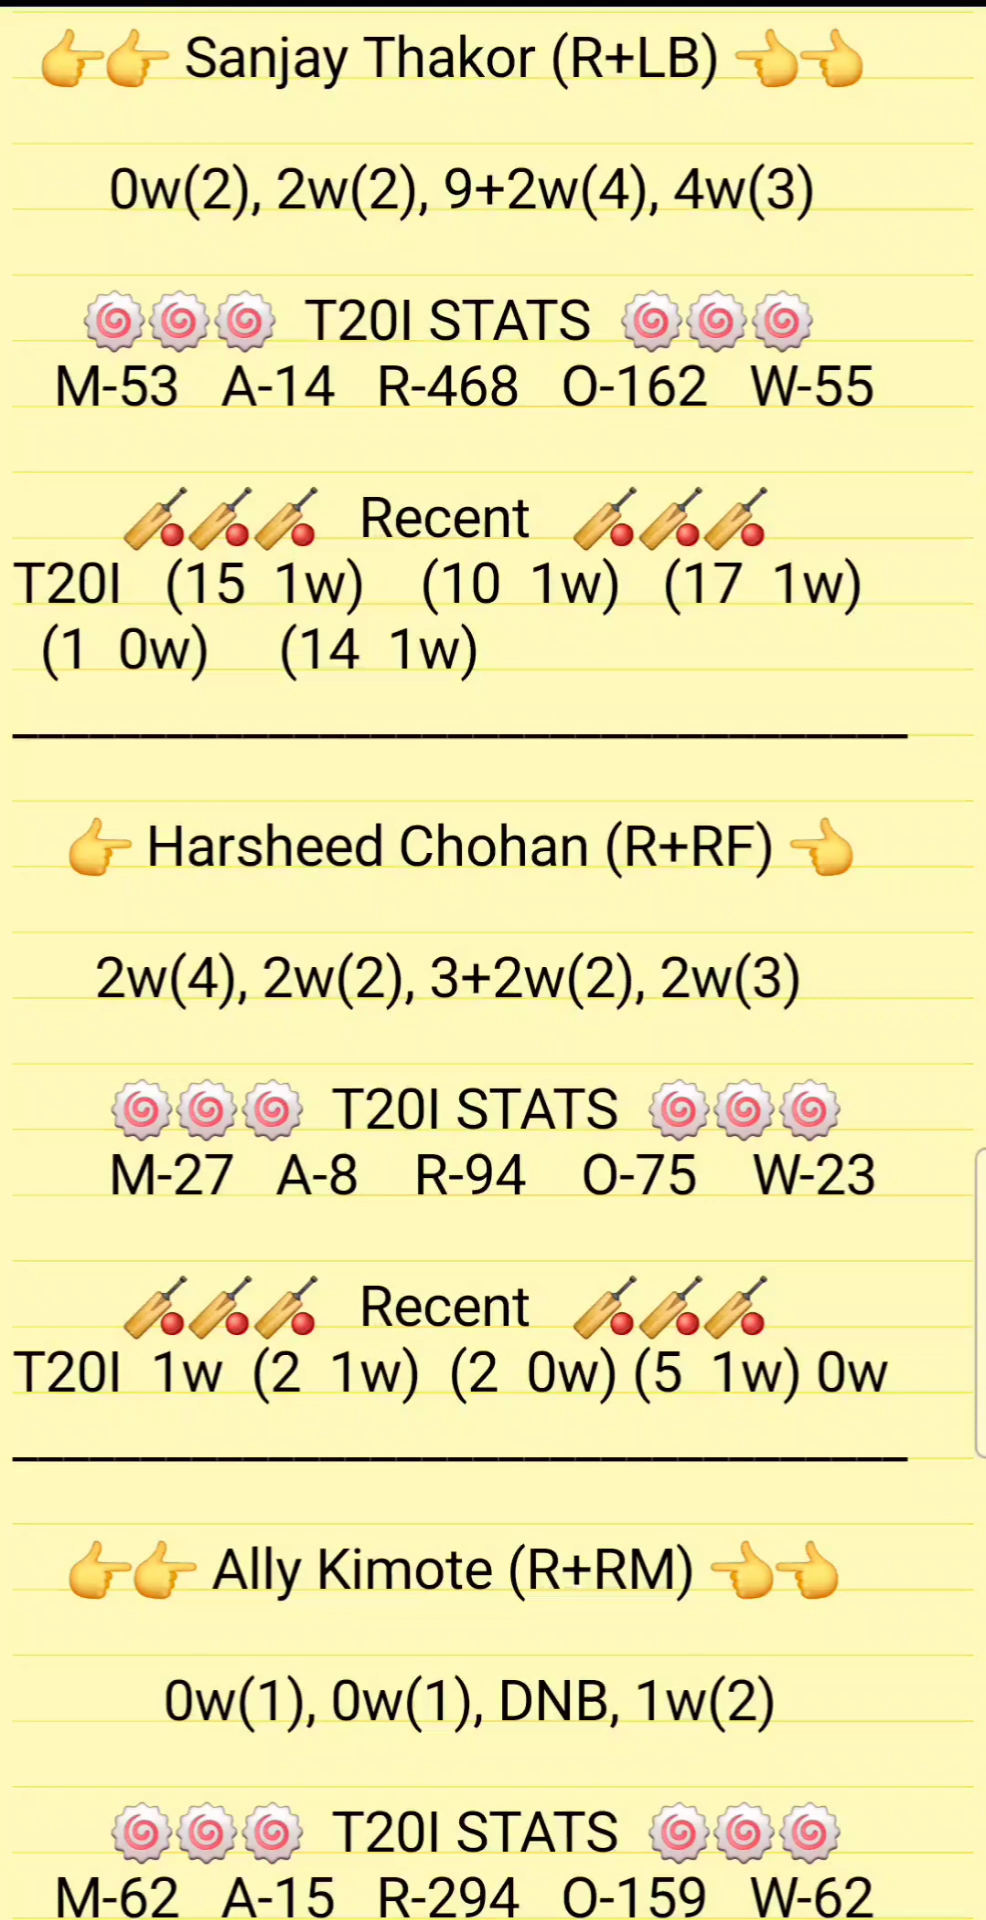 👉👉 Sanjay Thakor (R+LB) 👈👈
0w(2), 2w(2), 9+2w(4), 4w(3)
🍥🍥🍥 T20I STATS 🍥🍥🍥
M-53 A-14 R-468 O-162 W-55
🏏🏏🏏 Recent 🏏🏏🏏
T20I (15 1w) (10 1w) (17 1w)
(1 0w) (14 1w)
👉 Harsheed Chohan (R+RF) 👈
2w(4), 2w(2), 3+2w(2), 2w(3)
🍥🍥🍥 T20I STATS 🍥🍥🍥
M-27 A-8 R-94 O-75 W-23
🏏🏏🏏 Recent 🏏🏏🏏
T20I 1w (2 1w) (2 0w) (5 1w) 0w
👉👉 Ally Kimote (R+RM) 👈👈
0w(1), 0w(1), DNB, 1w(2)
🍥🍥🍥 T20I STATS 🍥🍥🍥
M-62 A-15 R-294 O-159 W-62